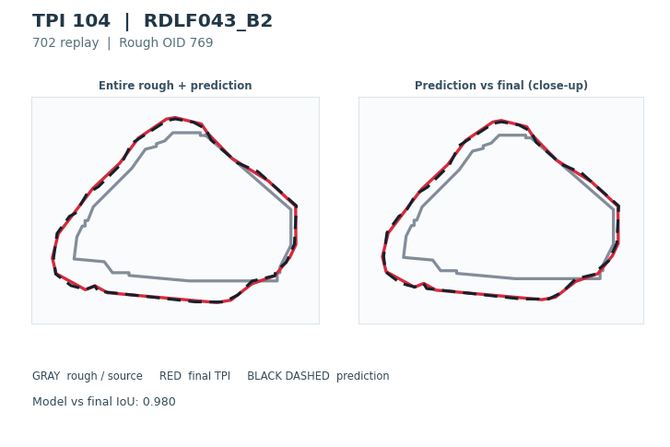 TPI 104 | RDLF043_B2
702 replay | Rough OID 769
Entire rough + prediction
Prediction vs final (close-up)
GRAY rough / source RED final TPI BLACK DASHED prediction
Model vs final IoU: 0.980